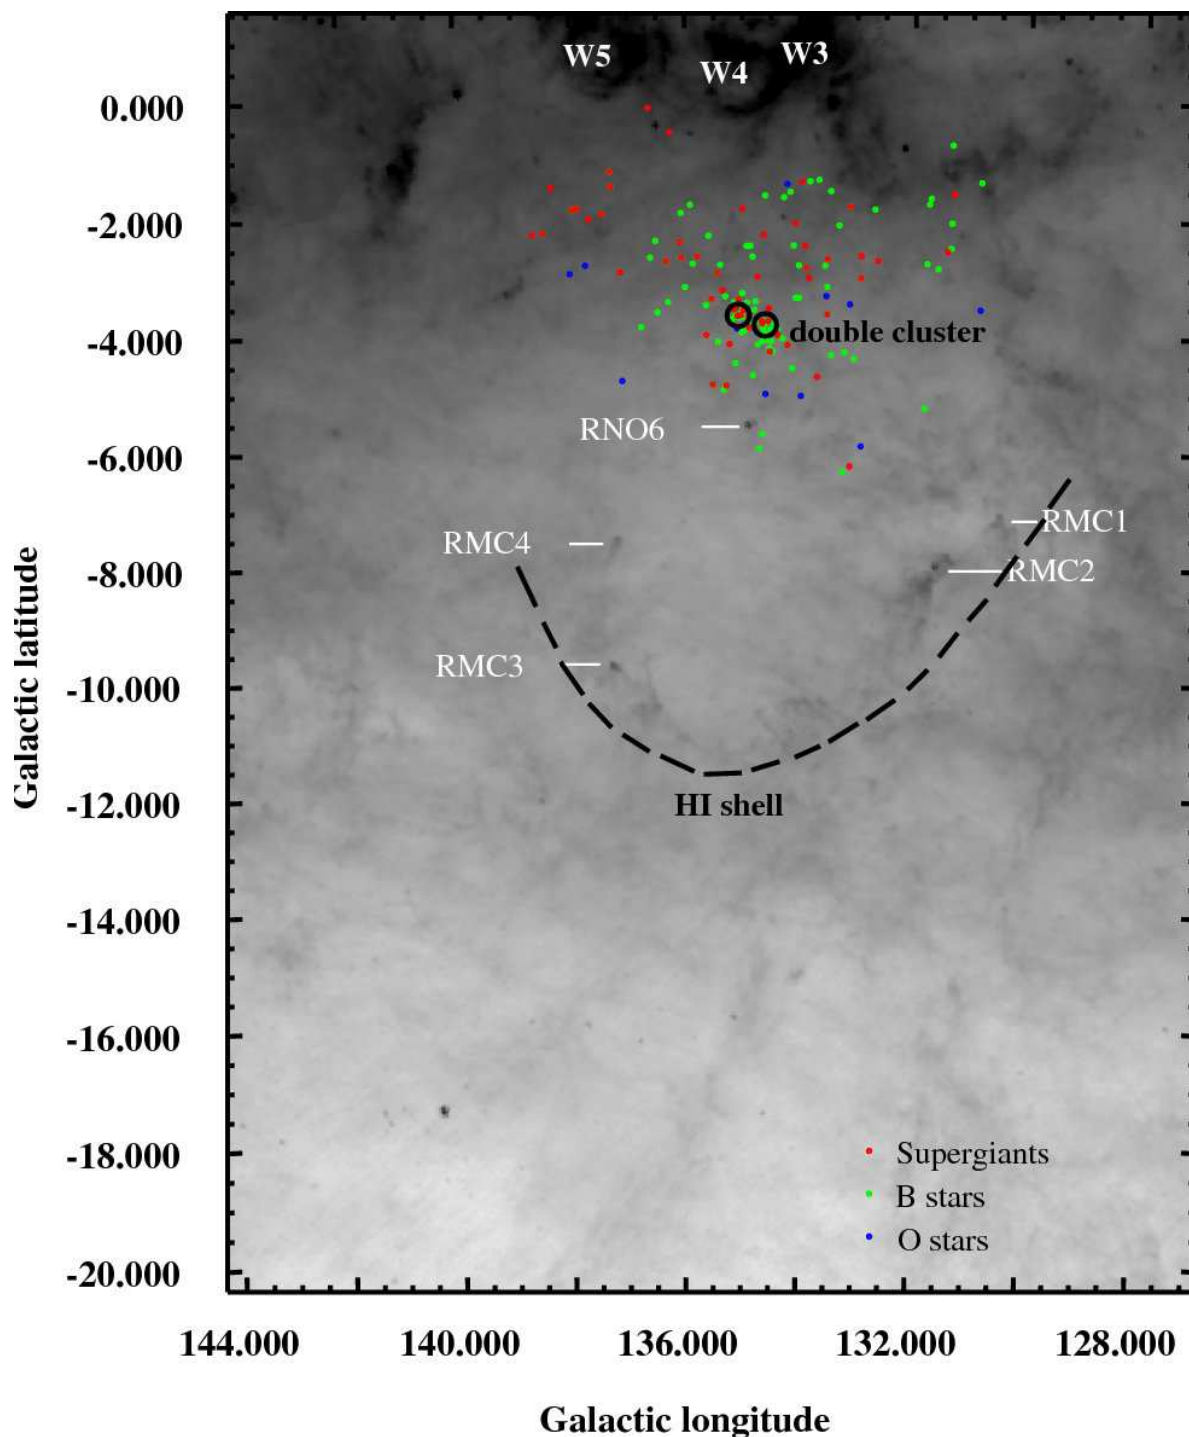 W5
W4
W3
0.000
-2.000
-4.000
double cluster
RNO6
-6.000
RMC1
RMC4
RMC2
-8.000
RMC3
-10.000
HI shell
-12.000
-14.000
-16.000
-18.000
-20.000
Galactic latitude
Supergiants
B stars
O stars
144.000 140.000 136.000 132.000 128.000
Galactic longitude